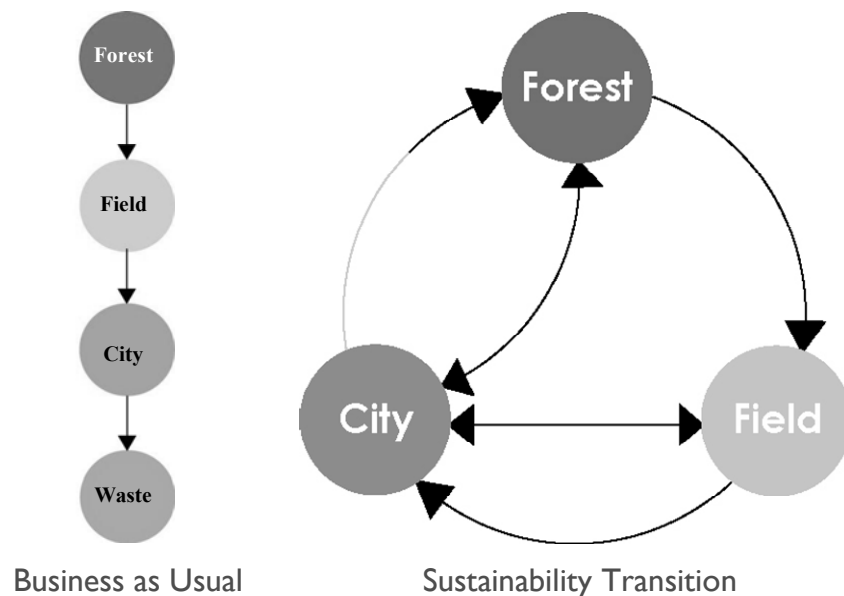 Forest
Field
City
Waste
Business as Usual
Forest
City
Field
Sustainability Transition